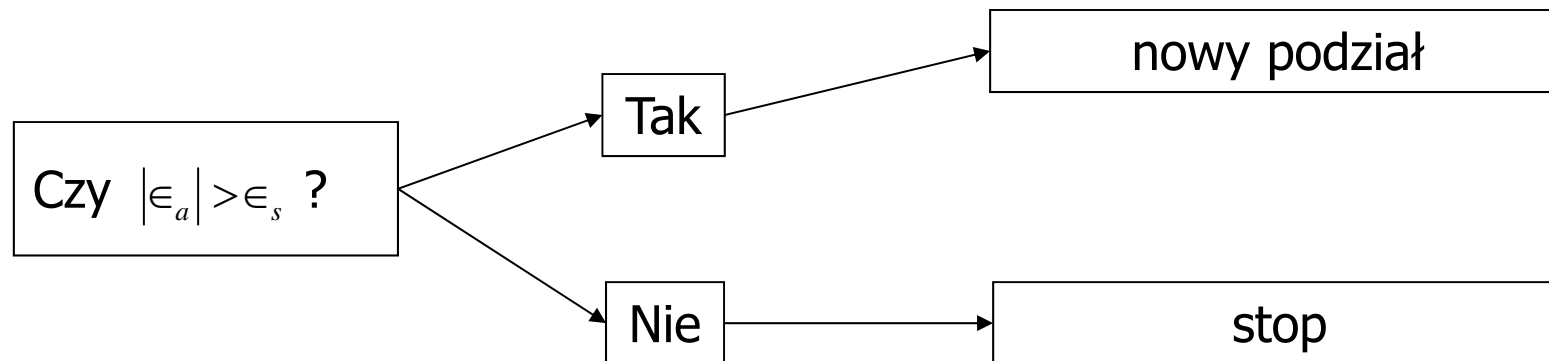 Czy |∈a| > ∈s ?
Tak
nowy podział
Nie
stop